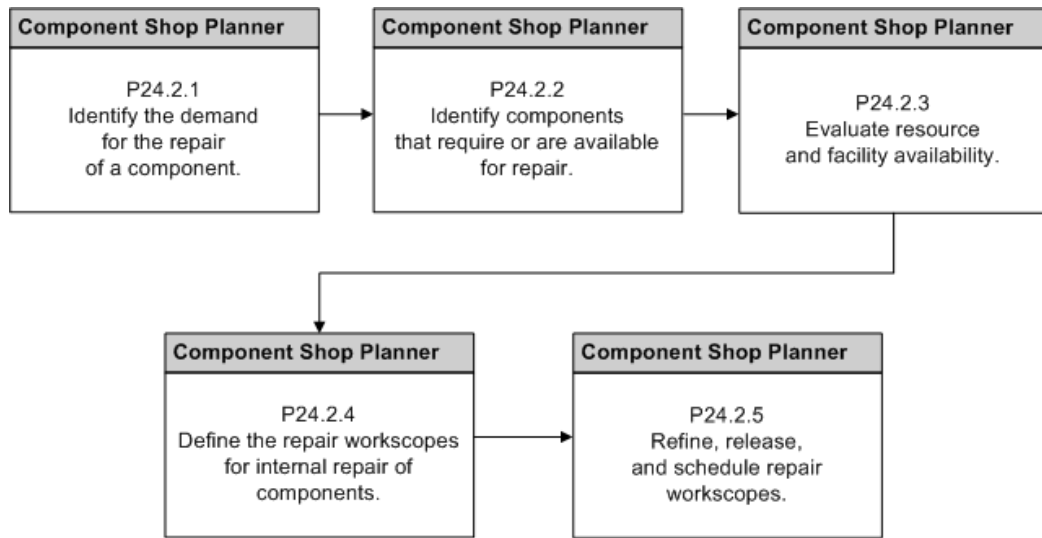 Component Shop Planner
P24.2.1
Identify the demand
for the repair
of a component.
Component Shop Planner
P24.2.2
Identify components
that require or are available
for repair.
Component Shop Planner
P24.2.3
Evaluate resource
and facility availability.
Component Shop Planner
P24.2.4
Define the repair workscopes
for internal repair of
components.
Component Shop Planner
P24.2.5
Refine, release,
and schedule repair
workscopes.